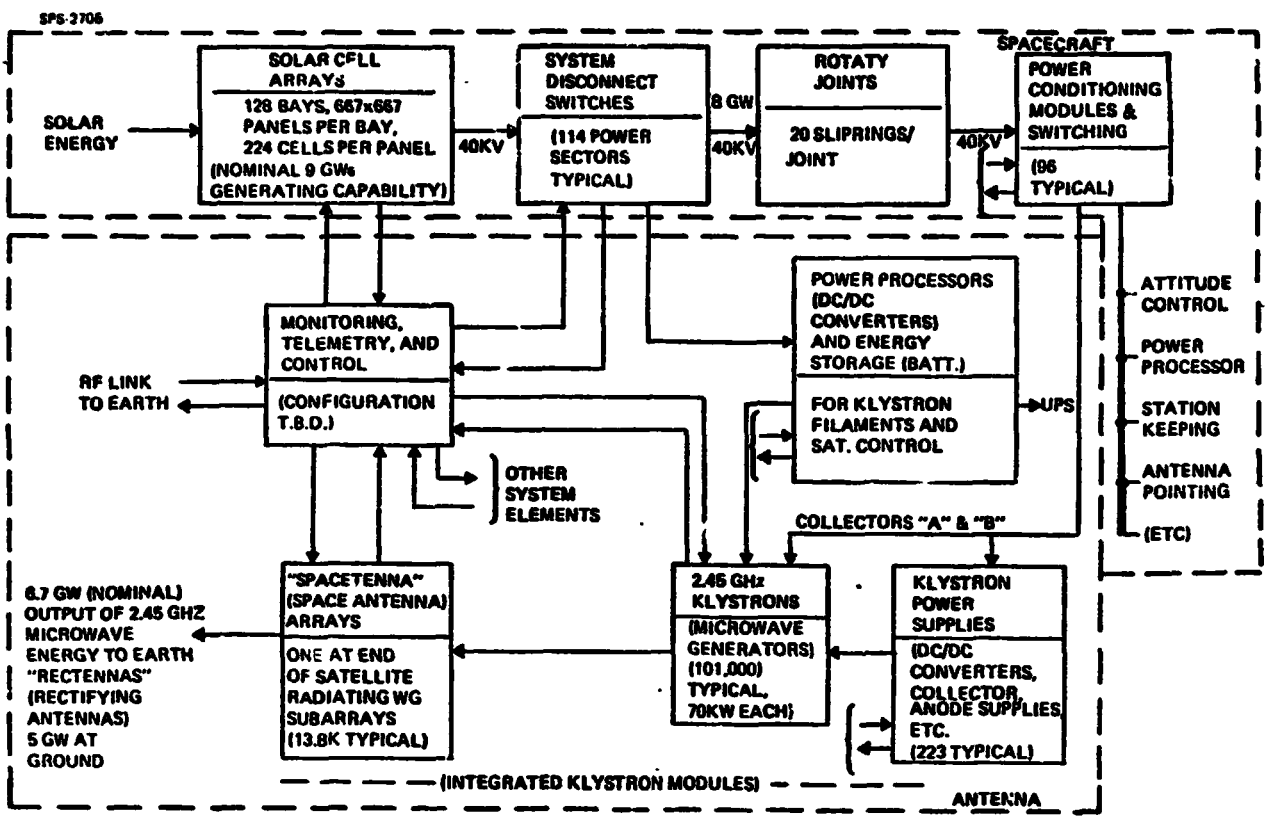 SPS-2706
SPACECRAFT
SOLAR ENERGY
SOLAR CELL
ARRAYS
128 BAYS, 667x667
PANELS PER BAY,
224 CELLS PER PANEL
(NOMINAL 9 GWs
GENERATING CAPABILITY)
40KV
SYSTEM
DISCONNECT
SWITCHES
(114 POWER
SECTORS
TYPICAL)
8 GW
40KV
ROTATY
JOINTS
20 SLIPRINGS/
JOINT
40KV
POWER
CONDITIONING
MODULES &
SWITCHING
(96
TYPICAL)
ATTITUDE
CONTROL
POWER
PROCESSOR
STATION
KEEPING
ANTENNA
POINTING
(ETC)
MONITORING,
TELEMETRY, AND
CONTROL
(CONFIGURATION
T.B.D.)
RF LINK
TO EARTH
OTHER
SYSTEM
ELEMENTS
POWER PROCESSORS
(DC/DC
CONVERTERS)
AND ENERGY
STORAGE (BATT.)
FOR KLYSTRON
FILAMENTS AND
SAT. CONTROL
UPS
COLLECTORS "A" & "B"
6.7 GW (NOMINAL)
OUTPUT OF 2.45 GHZ
MICROWAVE
ENERGY TO EARTH
"RECTENNAS"
(RECTIFYING
ANTENNAS)
5 GW AT
GROUND
"SPACETENNA"
(SPACE ANTENNA)
ARRAYS
ONE AT END
OF SATELLITE
RADIATING WG
SUBARRAYS
(13.8K TYPICAL)
2.45 GHz
KLYSTRONS
(MICROWAVE
GENERATORS)
(101,000)
TYPICAL,
70KW EACH)
KLYSTRON
POWER
SUPPLIES
(DC/DC
CONVERTERS,
COLLECTOR,
ANODE SUPPLIES,
ETC.
(223 TYPICAL)
(INTEGRATED KLYSTRON MODULES)
ANTENNA